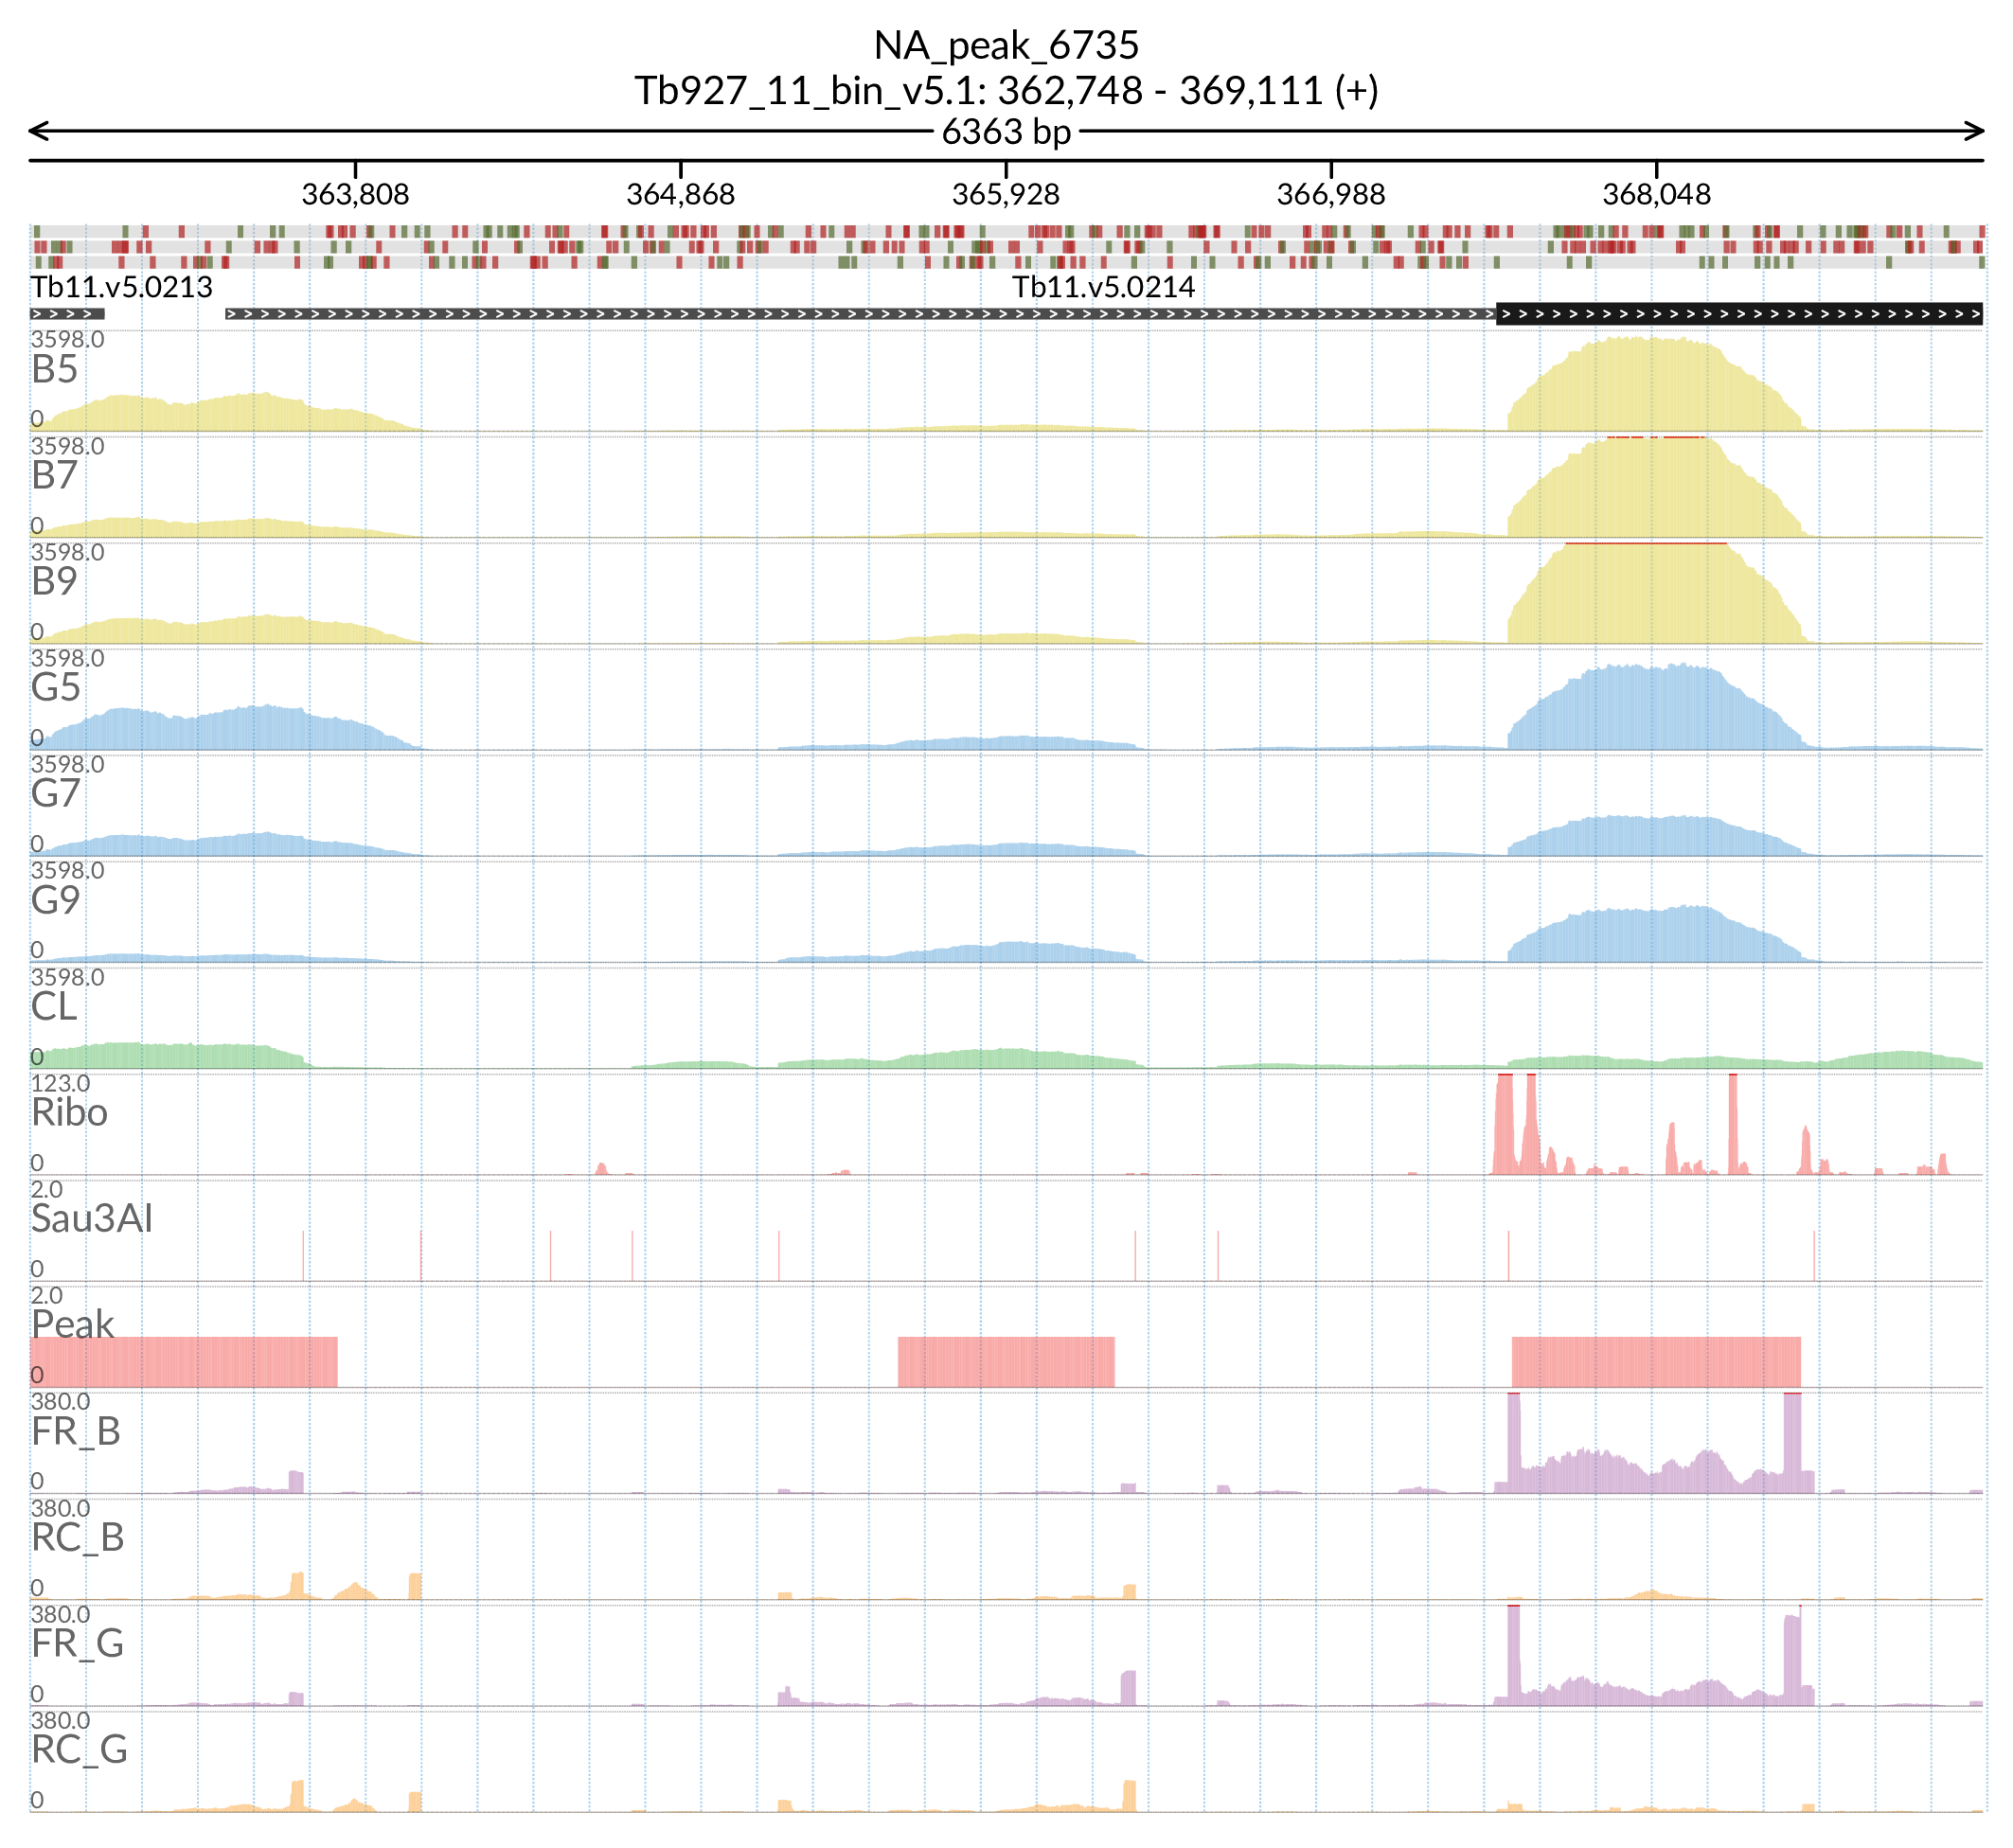 NA_peak_6735
Tb927_11_bin_v5.1: 362,748 - 369,111 (+)
6363 bp
363,808 364,868 365,928 366,988 368,048
Tb11.v5.0213 Tb11.v5.0214
3598.0
B5
0
3598.0
B7
0
3598.0
B9
0
3598.0
G5
0
3598.0
G7
0
3598.0
G9
0
3598.0
CL
0
123.0
Ribo
0
2.0
Sau3AI
0
2.0
Peak
0
380.0
FR_B
0
380.0
RC_B
0
380.0
FR_G
0
380.0
RC_G
0